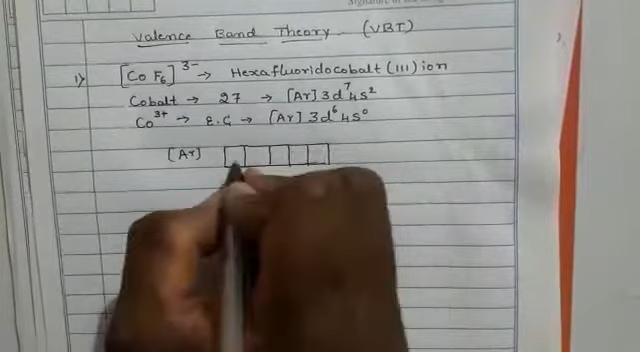 Valence Band Theory (VBT)
1) [Co F6]³⁻ → Hexafluoridocobalt (III) ion
Cobalt → 27 → [Ar] 3d⁷ 4s²
Co³⁺ → E.C → [Ar] 3d⁶ 4s⁰
[Ar]